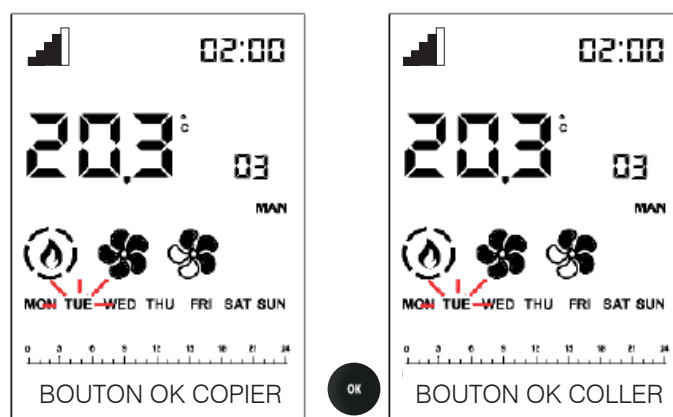 02:00
20.3 °C
03
MAN
MON TUE WED THU FRI SAT SUN
0 3 6 9 12 15 18 21 24
BOUTON OK COPIER
OK
02:00
20.3 °C
03
MAN
MON TUE WED THU FRI SAT SUN
0 3 6 9 12 15 18 21 24
BOUTON OK COLLER